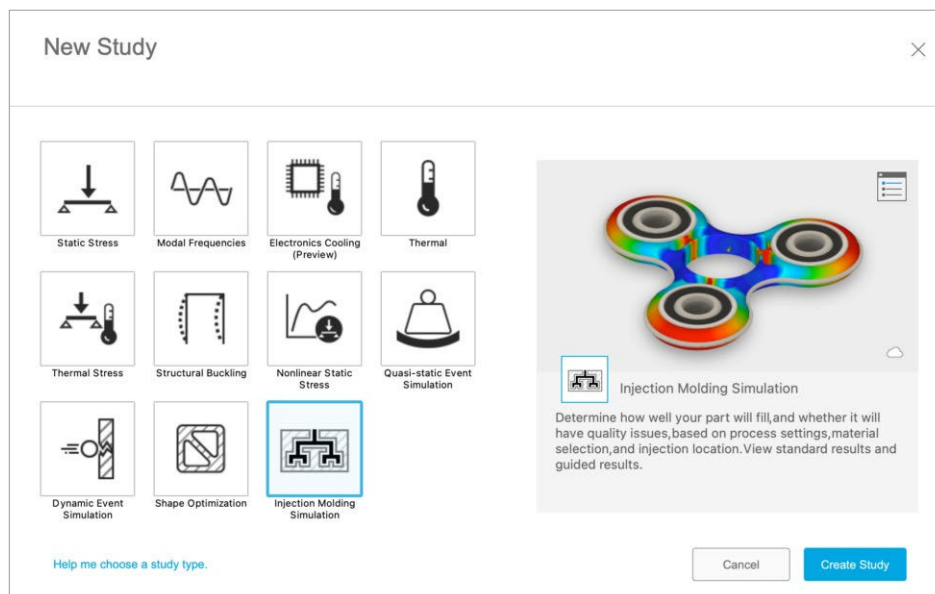 New Study
Static Stress
Modal Frequencies
Electronics Cooling
(Preview)
Thermal
Thermal Stress
Structural Buckling
Nonlinear Static
Stress
Quasi-static Event
Simulation
Dynamic Event
Simulation
Shape Optimization
Injection Molding
Simulation
Injection Molding Simulation
Determine how well your part will fill,and whether it will
have quality issues,based on process settings,material
selection,and injection location.View standard results and
guided results.
Help me choose a study type.
Cancel
Create Study